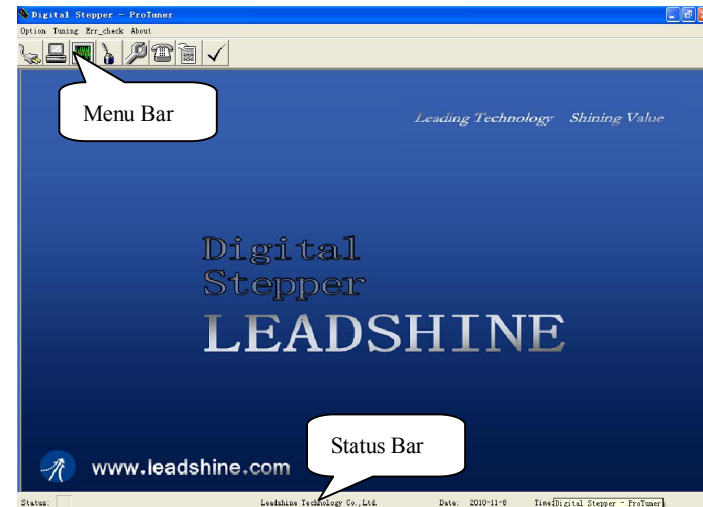 Digital Stepper - ProTuner
Option Tuning Err_check About
Menu Bar
Leading Technology Shining Value
Digital
Stepper
LEADSHINE
Status Bar
www.leadshine.com
Status: Leadshine Technology Co., Ltd. Date: 2010-11-8 Time: Digital Stepper - ProTuner